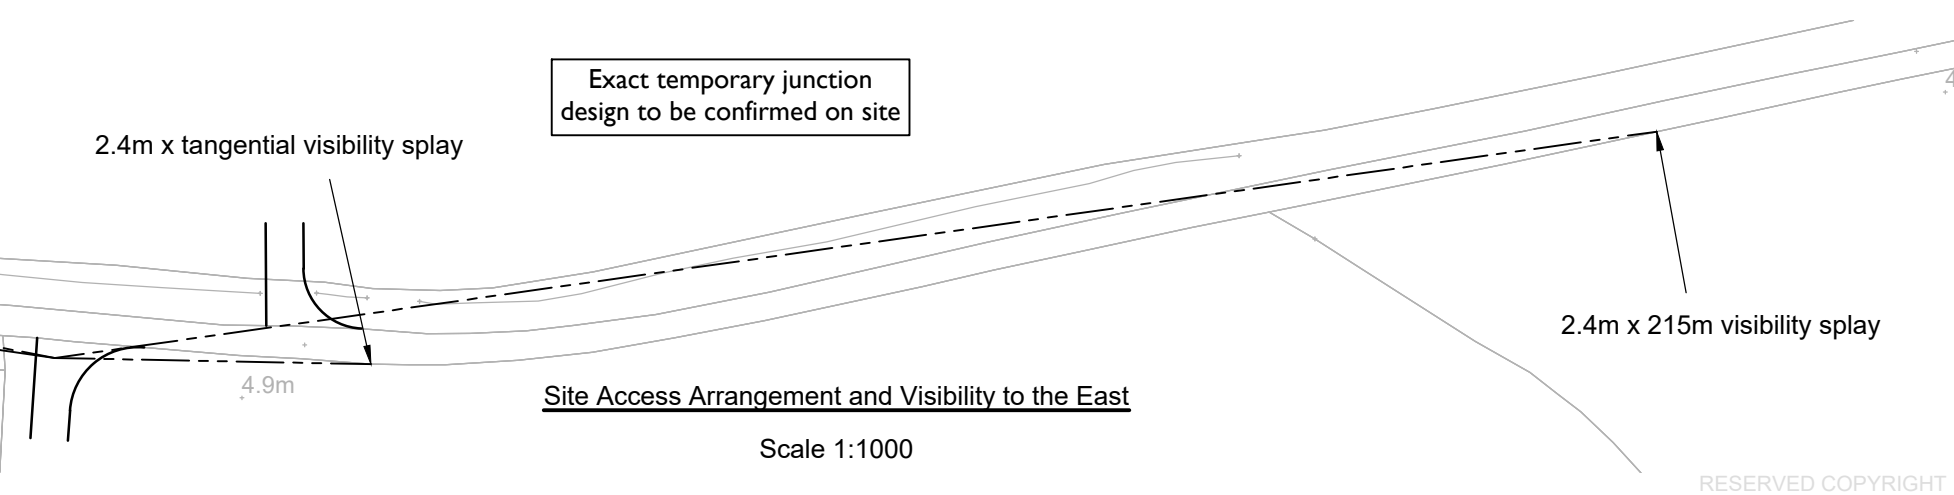 Exact temporary junction
design to be confirmed on site
2.4m x tangential visibility splay
2.4m x 215m visibility splay
4.9m
Site Access Arrangement and Visibility to the East
Scale 1:1000
RESERVED COPYRIGHT